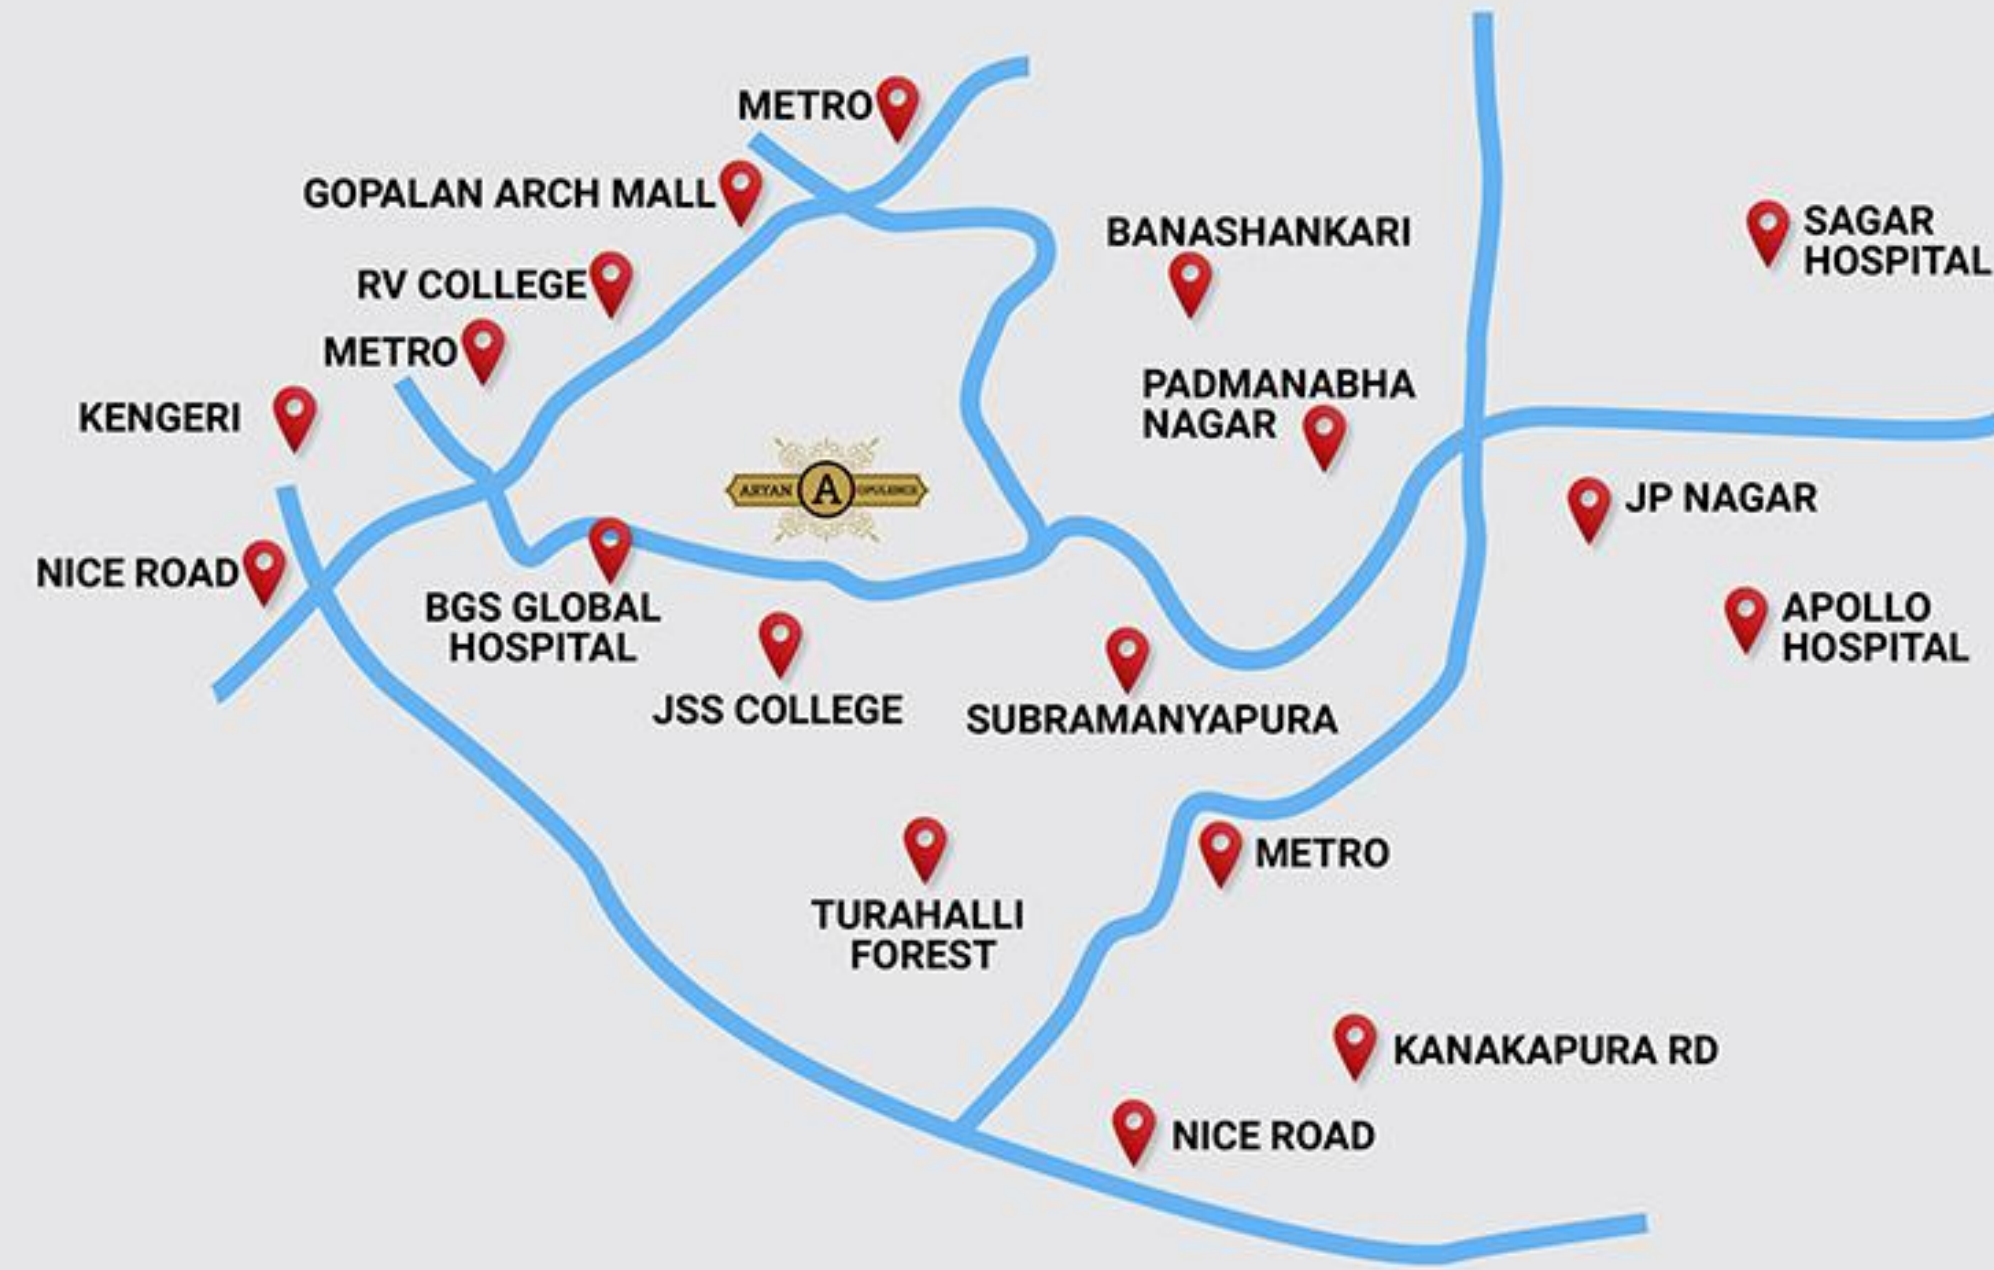 METRO
GOPALAN ARCH MALL
BANASHANKARI
SAGAR
HOSPITAL
RV COLLEGE
METRO
PADMANABHA
NAGAR
KENGERI
ARYAN A OPULENCE
JP NAGAR
NICE ROAD
BGS GLOBAL
HOSPITAL
APOLLO
HOSPITAL
JSS COLLEGE
SUBRAMANYAPURA
METRO
TURAHALLI
FOREST
KANAKAPURA RD
NICE ROAD